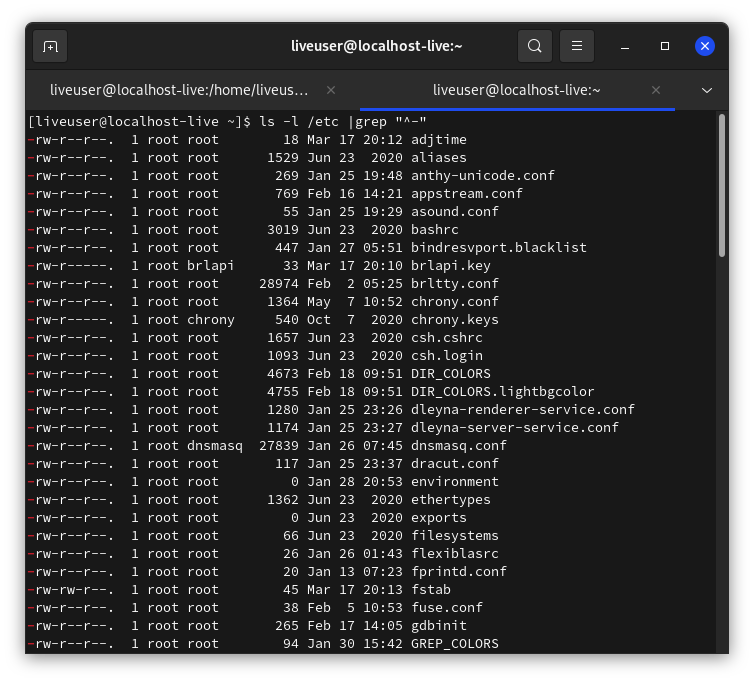 liveuser@localhost-live:~
liveuser@localhost-live:/home/liveus...
liveuser@localhost-live:~
[liveuser@localhost-live ~]$ ls -l /etc |grep "^-"
-rw-r--r--.  1 root root        18 Mar 17 20:12 adjtime
-rw-r--r--.  1 root root      1529 Jun 23  2020 aliases
-rw-r--r--.  1 root root       269 Jan 25 19:48 anthy-unicode.conf
-rw-r--r--.  1 root root       769 Feb 16 14:21 appstream.conf
-rw-r--r--.  1 root root        55 Jan 25 19:29 asound.conf
-rw-r--r--.  1 root root      3019 Jun 23  2020 bashrc
-rw-r--r--.  1 root root       447 Jan 27 05:51 bindresvport.blacklist
-rw-r-----.  1 root brlapi      33 Mar 17 20:10 brlapi.key
-rw-r--r--.  1 root root     28974 Feb  2 05:25 brltty.conf
-rw-r--r--.  1 root root      1364 May  7 10:52 chrony.conf
-rw-r-----.  1 root chrony     540 Oct  7  2020 chrony.keys
-rw-r--r--.  1 root root      1657 Jun 23  2020 csh.cshrc
-rw-r--r--.  1 root root      1093 Jun 23  2020 csh.login
-rw-r--r--.  1 root root      4673 Feb 18 09:51 DIR_COLORS
-rw-r--r--.  1 root root      4755 Feb 18 09:51 DIR_COLORS.lightbgcolor
-rw-r--r--.  1 root root      1280 Jan 25 23:26 dleyna-renderer-service.conf
-rw-r--r--.  1 root root      1174 Jan 25 23:27 dleyna-server-service.conf
-rw-r--r--.  1 root dnsmasq  27839 Jan 26 07:45 dnsmasq.conf
-rw-r--r--.  1 root root       117 Jan 25 23:37 dracut.conf
-rw-r--r--.  1 root root         0 Jan 28 20:53 environment
-rw-r--r--.  1 root root      1362 Jun 23  2020 ethertypes
-rw-r--r--.  1 root root         0 Jun 23  2020 exports
-rw-r--r--.  1 root root        66 Jun 23  2020 filesystems
-rw-r--r--.  1 root root        26 Jan 26 01:43 flexiblasrc
-rw-r--r--.  1 root root        20 Jan 13 07:23 fprintd.conf
-rw-rw-r--.  1 root root        45 Mar 17 20:13 fstab
-rw-r--r--.  1 root root        38 Feb  5 10:53 fuse.conf
-rw-r--r--.  1 root root       265 Feb 17 14:05 gdbinit
-rw-r--r--.  1 root root        94 Jan 30 15:42 GREP_COLORS